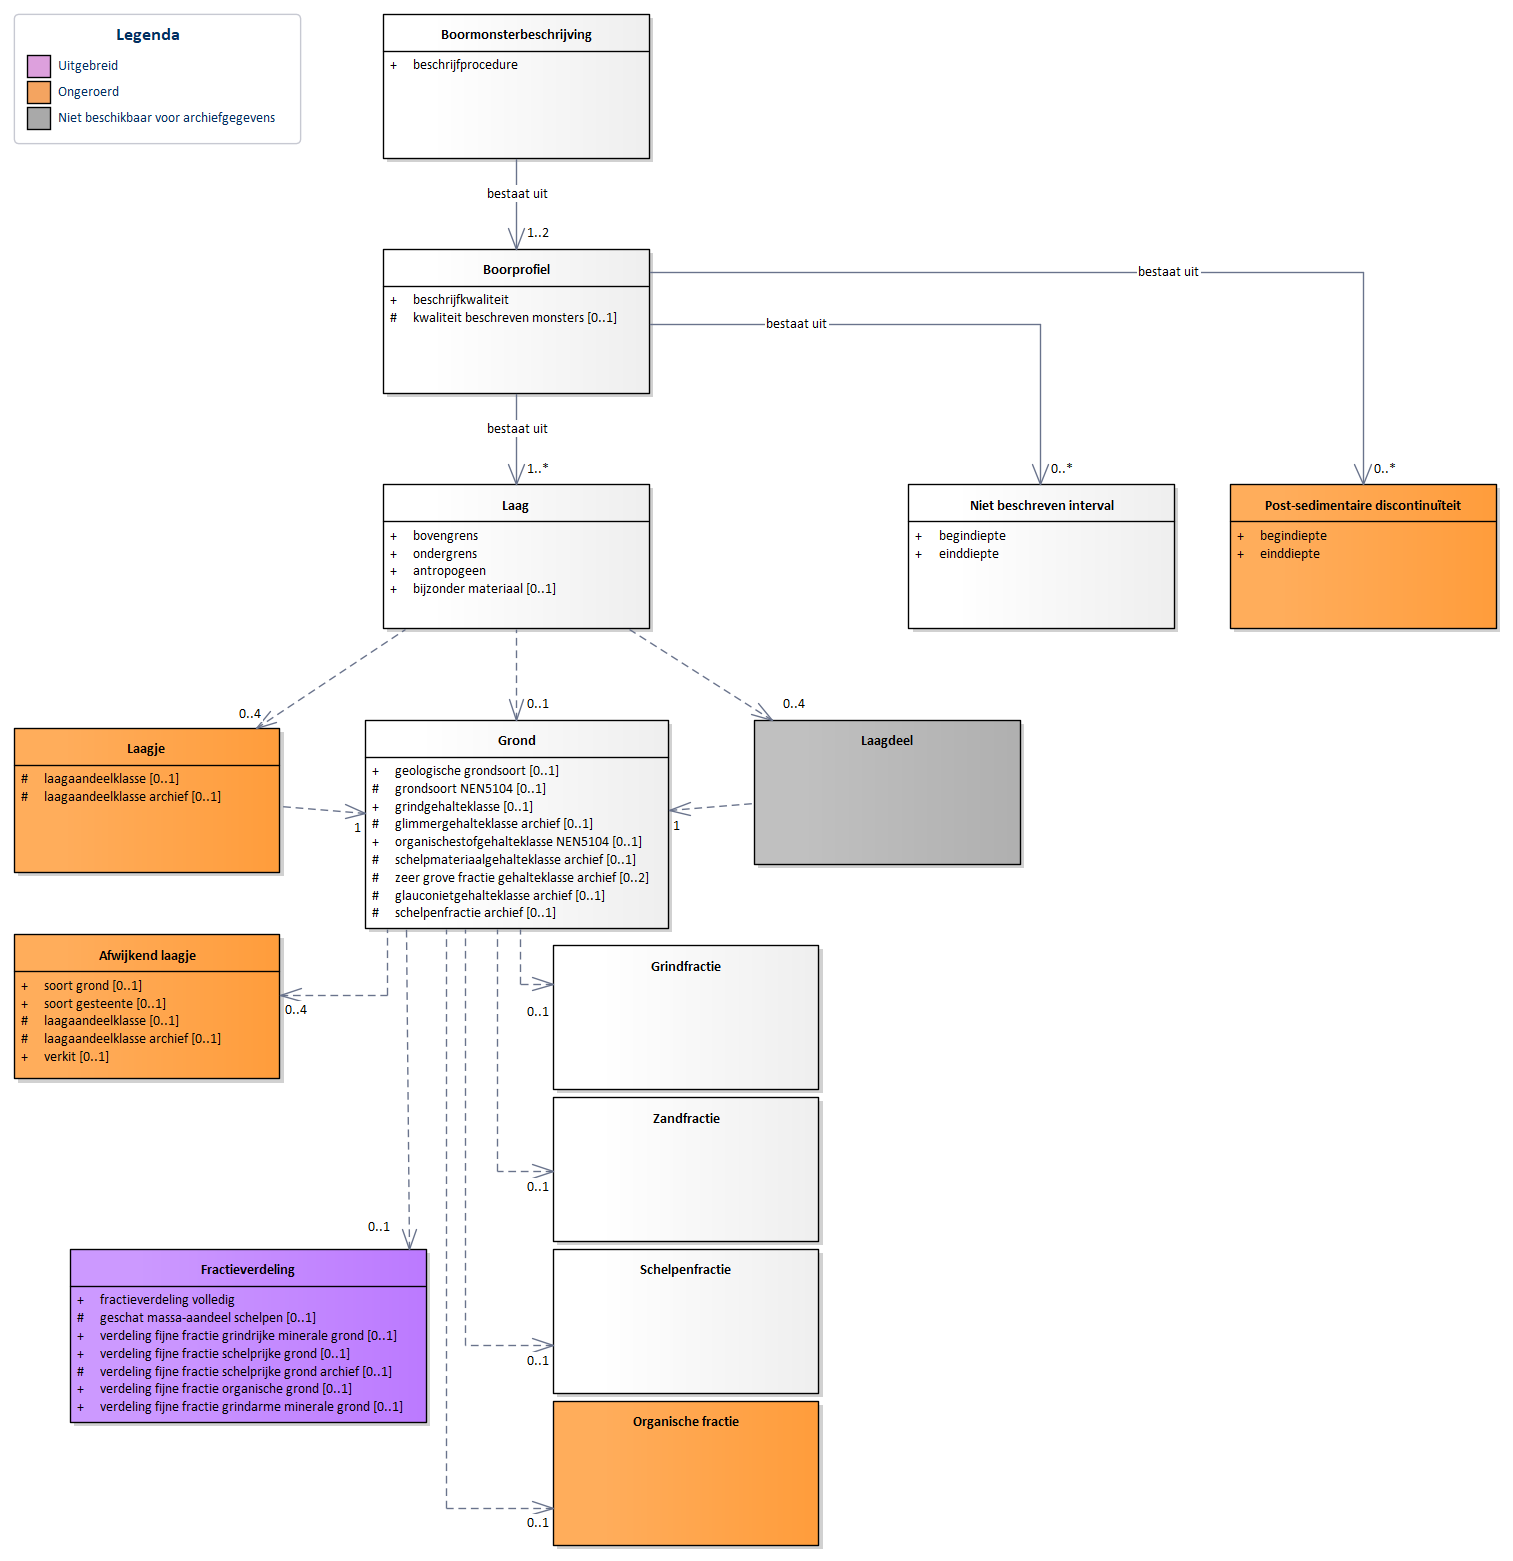 Legenda
Uitgebreid
Ongeroerd
Niet beschikbaar voor archiefgegevens
Boormonsterbeschrijving
+ beschrijfprocedure
bestaat uit
1..2
Boorprofiel
+ beschrijfkwaliteit
# kwaliteit beschreven monsters [0..1]
bestaat uit
bestaat uit
bestaat uit
1..*
0..*
0..*
Laag
+ bovengrens
+ ondergrens
+ antropogeen
+ bijzonder materiaal [0..1]
Niet beschreven interval
+ begindiepte
+ einddiepte
Post-sedimentaire discontinuïteit
+ begindiepte
+ einddiepte
0..4
0..1
0..4
Laagje
# laagaandeelklasse [0..1]
# laagaandeelklasse archief [0..1]
1
Grond
+ geologische grondsoort [0..1]
# grondsoort NEN5104 [0..1]
+ grindgehalteklasse [0..1]
# glimmergehalteklasse archief [0..1]
+ organischestofgehalteklasse NEN5104 [0..1]
# schelpmateriaalgehalteklasse archief [0..1]
# zeer grove fractie gehalteklasse archief [0..2]
# glauconietgehalteklasse archief [0..1]
# schelpenfractie archief [0..1]
1
Laagdeel
Afwijkend laagje
+ soort grond [0..1]
+ soort gesteente [0..1]
# laagaandeelklasse [0..1]
# laagaandeelklasse archief [0..1]
+ verkit [0..1]
0..4
Grindfractie
0..1
Zandfractie
0..1
0..1
Fractieverdeling
+ fractieverdeling volledig
# geschat massa-aandeel schelpen [0..1]
+ verdeling fijne fractie grindrijke minerale grond [0..1]
+ verdeling fijne fractie schelprijke grond [0..1]
# verdeling fijne fractie schelprijke grond archief [0..1]
+ verdeling fijne fractie organische grond [0..1]
+ verdeling fijne fractie grindarme minerale grond [0..1]
Schelpenfractie
0..1
Organische fractie
0..1